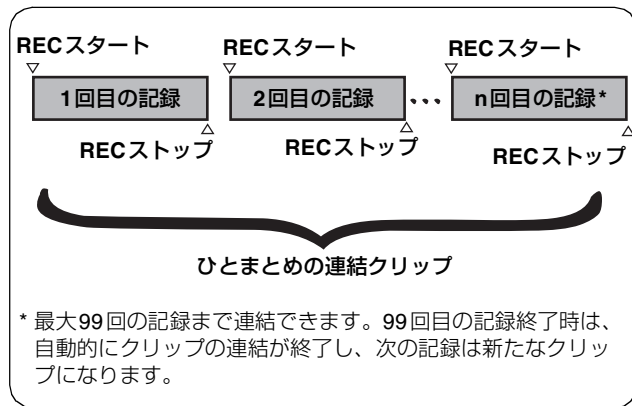 RECスタート RECスタート RECスタート
1回目の記録 2回目の記録 ・・・ n回目の記録*
RECストップ RECストップ RECストップ
ひとまとめの連結クリップ
* 最大99回の記録まで連結できます。99回目の記録終了時は、
自動的にクリップの連結が終了し、次の記録は新たなクリッ
プになります。